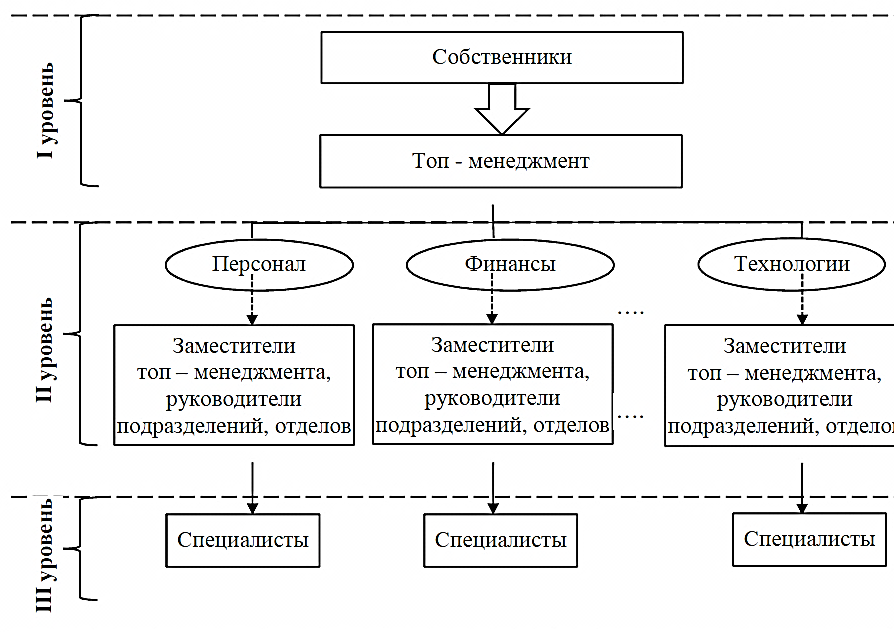 I уровень
Собственники
Топ - менеджмент
II уровень
Персонал
Финансы
Технологии
....
Заместители
топ – менеджмента,
руководители
подразделений, отделов
Заместители
топ – менеджмента,
руководители
подразделений, отделов
....
Заместители
топ – менеджмента,
руководители
подразделений, отдело
III уровень
Специалисты
Специалисты
Специалисты